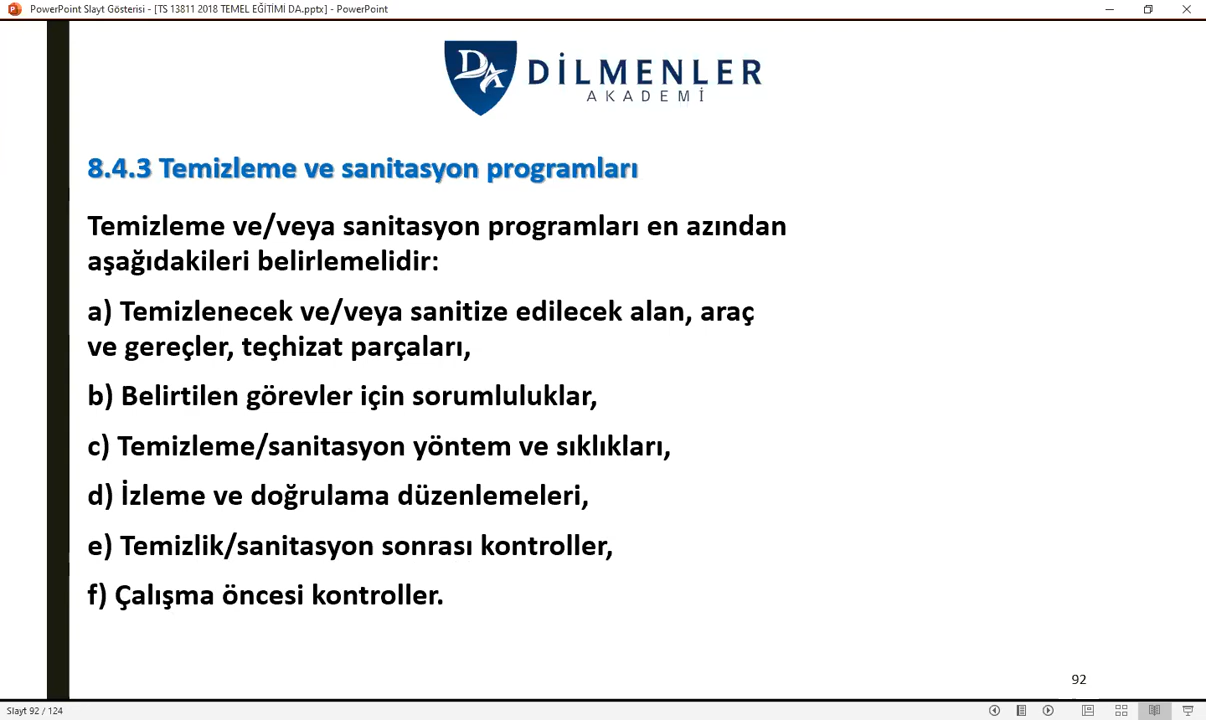 PowerPoint Slayt Gösterisi - [TS 13811 2018 TEMEL EĞİTİMİ DA.pptx] - PowerPoint
DA DİLMENLER
AKADEMİ
8.4.3 Temizleme ve sanitasyon programları
Temizleme ve/veya sanitasyon programları en azından
aşağıdakileri belirlemelidir:
a) Temizlenecek ve/veya sanitize edilecek alan, araç
ve gereçler, teçhizat parçaları,
b) Belirtilen görevler için sorumluluklar,
c) Temizleme/sanitasyon yöntem ve sıklıkları,
d) İzleme ve doğrulama düzenlemeleri,
e) Temizlik/sanitasyon sonrası kontroller,
f) Çalışma öncesi kontroller.
92
Slayt 92 / 124